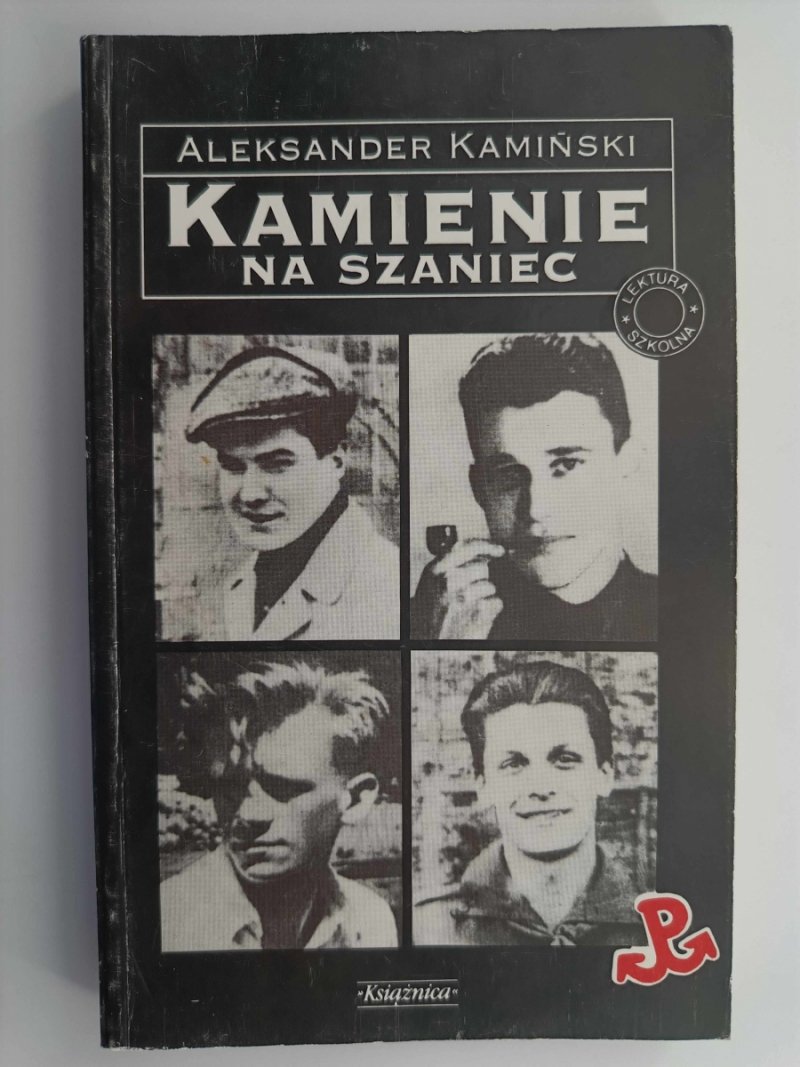 ALEKSANDER KAMIŃSKI
KAMIENIE
NA SZANIEC
★ LEKTURA ★
SZKOLNA
»Książnica«